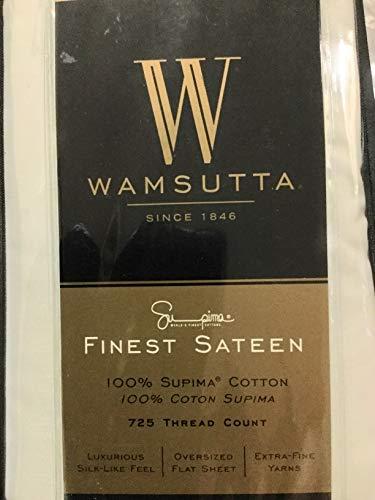 W
WAMSUTTA®
SINCE 1846
Supima®
WORLD'S FINEST COTTONS
FINEST SATEEN
100% SUPIMA® COTTON
100% COTON SUPIMA
725 THREAD COUNT
LUXURIOUS SILK-LIKE FEEL
OVERSIZED FLAT SHEET
EXTRA-FINE YARNS